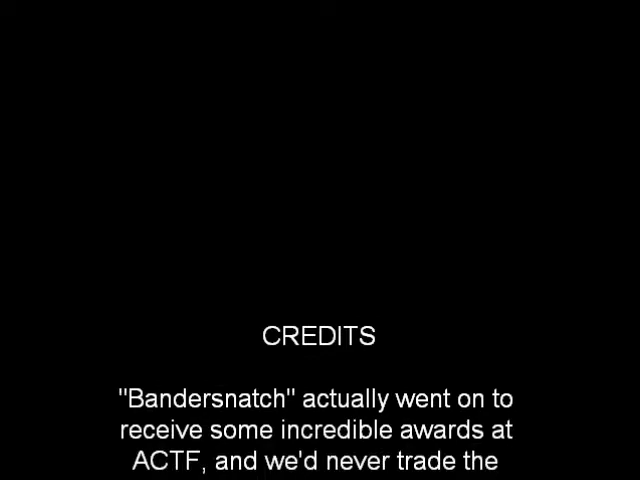 CREDITS
"Bandersnatch" actually went on to
receive some incredible awards at
ACTF, and we'd never trade the